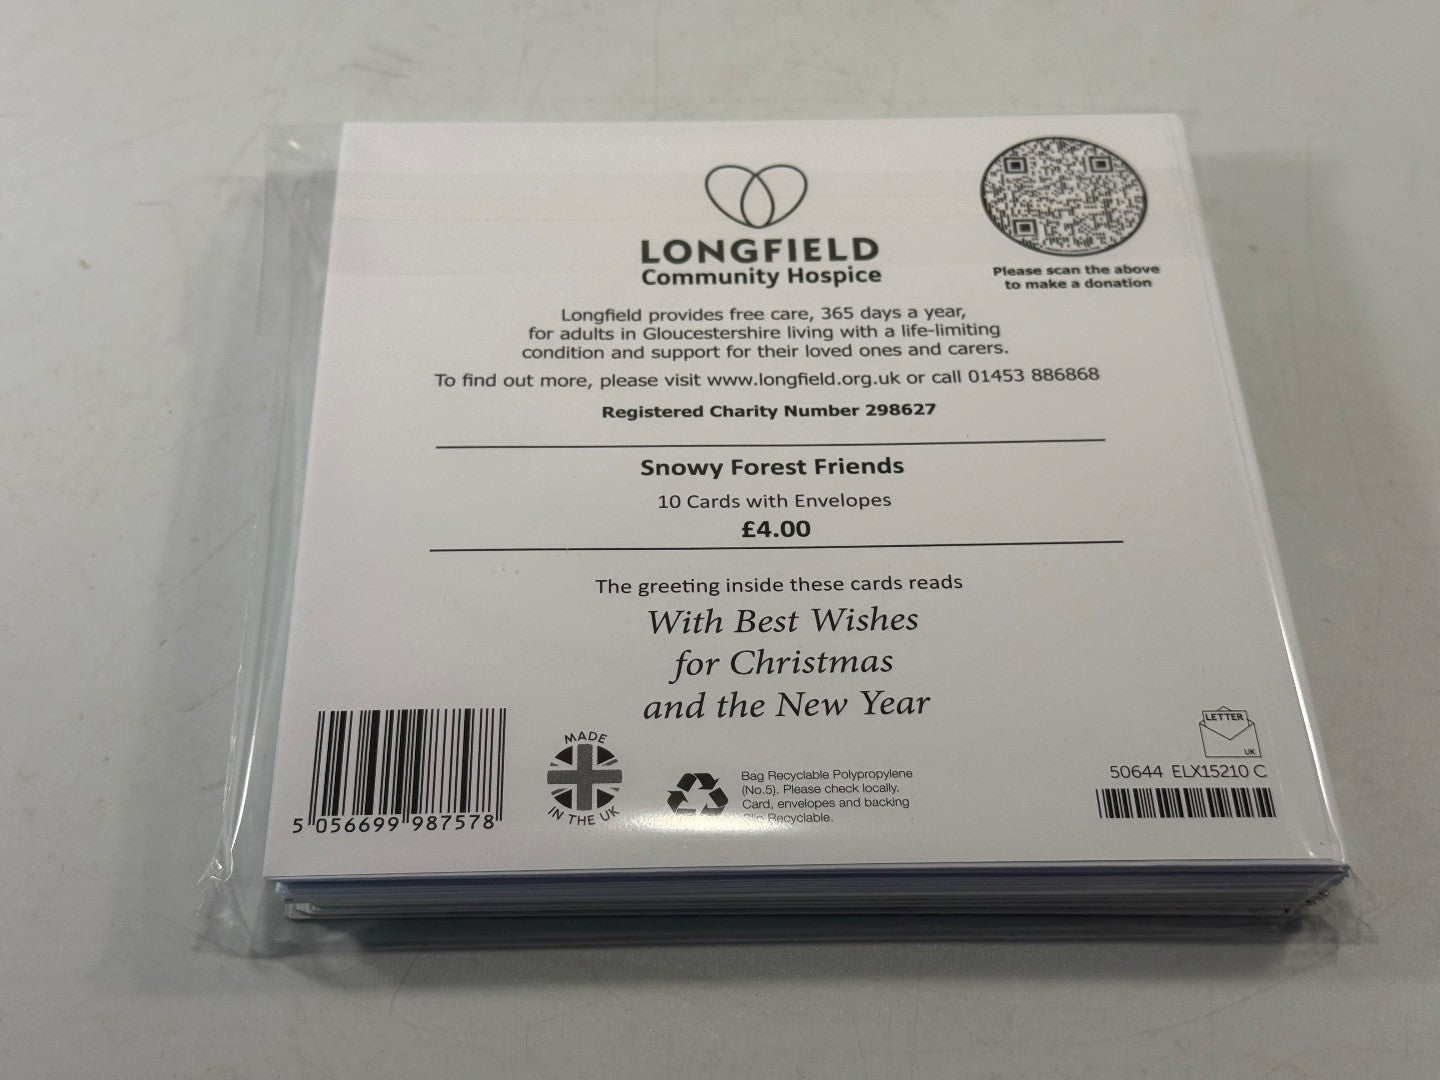 LONGFIELD
Community Hospice
Please scan the above
to make a donation
Longfield provides free care, 365 days a year,
for adults in Gloucestershire living with a life-limiting
condition and support for their loved ones and carers.
To find out more, please visit www.longfield.org.uk or call 01453 886868
Registered Charity Number 298627
Snowy Forest Friends
10 Cards with Envelopes
£4.00
The greeting inside these cards reads
With Best Wishes
for Christmas
and the New Year
5 056699 987578
MADE
IN THE UK
Bag Recyclable Polypropylene
(No.5). Please check locally.
Card, envelopes and backing
Slip Recyclable.
LETTER
UK
50644 ELX15210 C